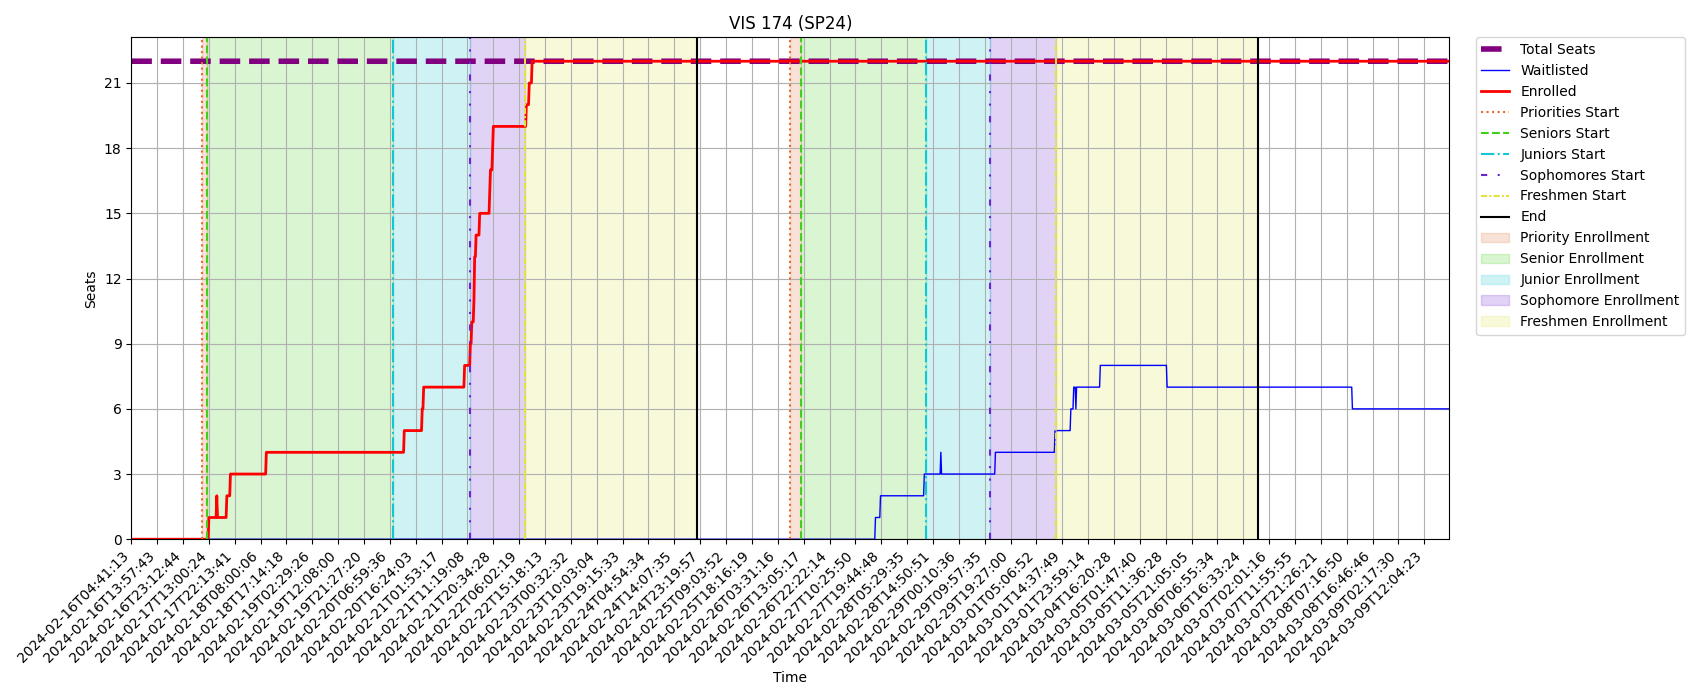 VIS 174 (SP24)
Total Seats
Waitlisted
Enrolled
Priorities Start
Seniors Start
Juniors Start
Sophomores Start
Freshmen Start
End
Priority Enrollment
Senior Enrollment
Junior Enrollment
Sophomore Enrollment
Freshmen Enrollment
Seats
21
18
15
12
9
6
3
0
2024-02-16T04:41:13
2024-02-16T13:57:43
2024-02-16T23:12:44
2024-02-17T13:00:24
2024-02-17T22:13:41
2024-02-18T08:00:06
2024-02-18T17:14:18
2024-02-19T02:29:26
2024-02-19T12:08:00
2024-02-19T21:27:20
2024-02-20T06:59:36
2024-02-20T16:24:03
2024-02-21T01:53:17
2024-02-21T11:19:08
2024-02-21T20:34:28
2024-02-22T06:02:19
2024-02-22T15:18:13
2024-02-23T00:32:32
2024-02-23T10:03:04
2024-02-23T19:15:33
2024-02-24T04:54:34
2024-02-24T14:07:35
2024-02-24T23:19:57
2024-02-25T09:03:52
2024-02-25T18:16:19
2024-02-26T03:31:16
2024-02-26T13:05:17
2024-02-26T22:22:14
2024-02-27T10:25:50
2024-02-27T19:44:48
2024-02-28T05:29:35
2024-02-28T14:50:51
2024-02-29T00:10:36
2024-02-29T09:57:35
2024-02-29T19:27:00
2024-03-01T05:06:52
2024-03-01T14:37:49
2024-03-01T23:59:14
2024-03-04T16:20:28
2024-03-05T01:47:40
2024-03-05T11:36:28
2024-03-05T21:05:05
2024-03-06T06:55:34
2024-03-06T16:33:24
2024-03-07T02:01:16
2024-03-07T11:55:55
2024-03-07T21:26:21
2024-03-08T07:16:50
2024-03-08T16:46:46
2024-03-09T02:17:30
2024-03-09T12:04:23
Time